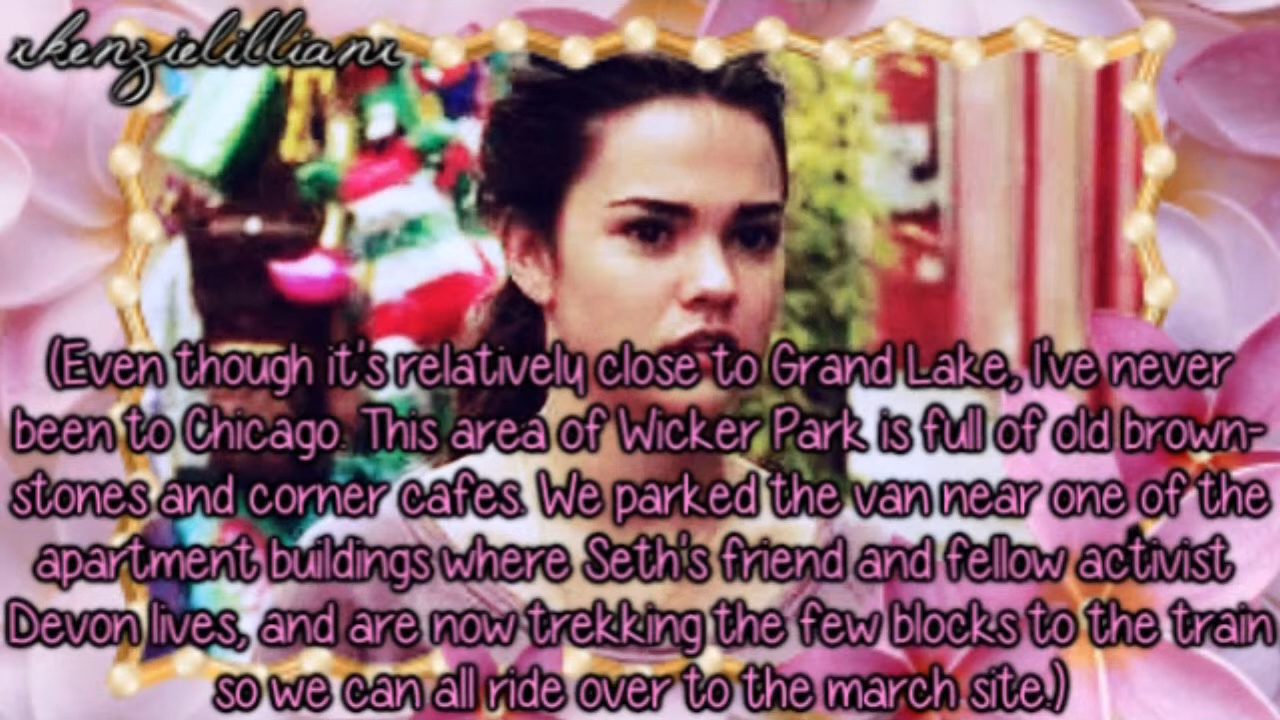 xkenzielillianx
(Even though it's relatively close to Grand Lake, I've never
been to Chicago. This area of Wicker Park is full of old brown-
stones and corner cafes. We parked the van near one of the
apartment buildings where Seth's friend and fellow activist
Devon lives, and are now trekking the few blocks to the train
so we can all ride over to the march site.)